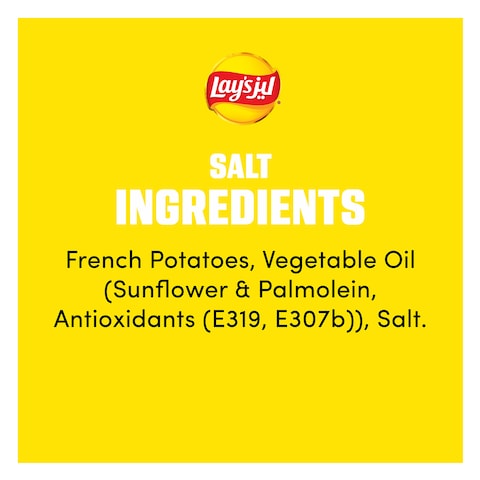 Lay's ليز
SALT
INGREDIENTS
French Potatoes, Vegetable Oil
(Sunflower & Palmolein,
Antioxidants (E319, E307b)), Salt.